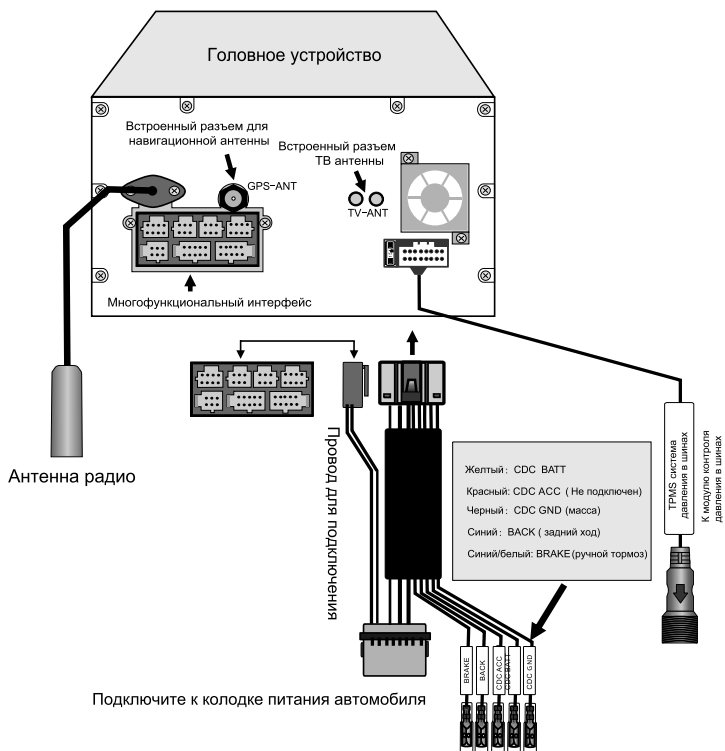 Головное устройство
Встроенный разъем для
навигационной антенны
Встроенный разъем
ТВ антенны
GPS-ANT
TV-ANT
Многофункциональный интерфейс
Антенна радио
Провод для подключения
Желтый: CDC BATT
Красный: CDC ACC ( Не подключен)
Черный: CDC GND (масса)
Синий: BACK ( задний ход)
Синий/белый: BRAKE (ручной тормоз)
TPMS система
давления в шинах
К модулю контроля
давления в шинах
BRAKE
BACK
CDC ACC
CDC BATT
CDC GND
Подключите к колодке питания автомобиля